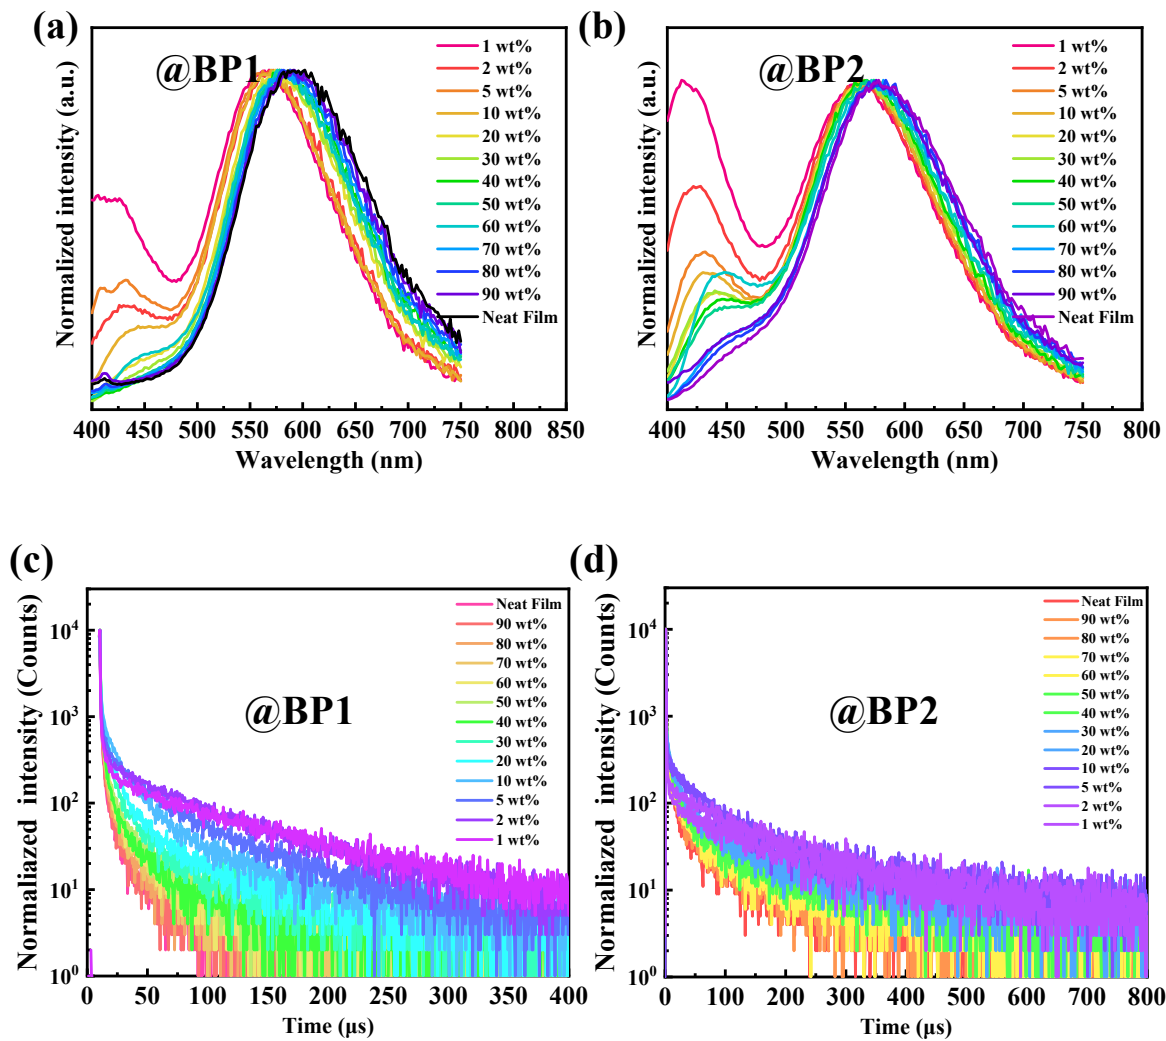 (a)
@BP1
1 wt%
2 wt%
5 wt%
10 wt%
20 wt%
30 wt%
40 wt%
50 wt%
60 wt%
70 wt%
80 wt%
90 wt%
Neat Film
Normalized intensity (a.u.)
400 450 500 550 600 650 700 750 800 850
Wavelength (nm)
(b)
@BP2
1 wt%
2 wt%
5 wt%
10 wt%
20 wt%
30 wt%
40 wt%
50 wt%
60 wt%
70 wt%
80 wt%
90 wt%
Neat Film
Normalized intensity (a.u.)
400 450 500 550 600 650 700 750 800
Wavelength (nm)
(c)
@BP1
Neat Film
90 wt%
80 wt%
70 wt%
60 wt%
50 wt%
40 wt%
30 wt%
20 wt%
10 wt%
5 wt%
2 wt%
1 wt%
Normaliazed intensity (Counts)
10⁴
10³
10²
10¹
10⁰
0 50 100 150 200 250 300 350 400
Time (μs)
(d)
@BP2
Neat Film
90 wt%
80 wt%
70 wt%
60 wt%
50 wt%
40 wt%
30 wt%
20 wt%
10 wt%
5 wt%
2 wt%
1 wt%
Normaliazed intensity (Counts)
10⁴
10³
10²
10¹
10⁰
0 100 200 300 400 500 600 700 800
Time (μs)